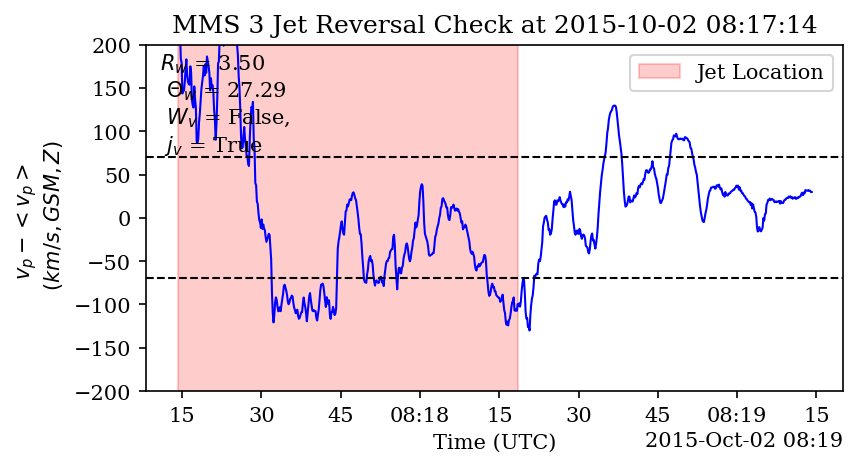 MMS 3 Jet Reversal Check at 2015-10-02 08:17:14
R_w = 3.50
Θ_w = 27.29
W_v = False,
j_v = True
Jet Location
200
150
100
50
0
−50
−100
−150
−200
v_p − < v_p >
(km/s, GSM, Z)
15 30 45 08:18 15 30 45 08:19 15
Time (UTC)
2015-Oct-02 08:19